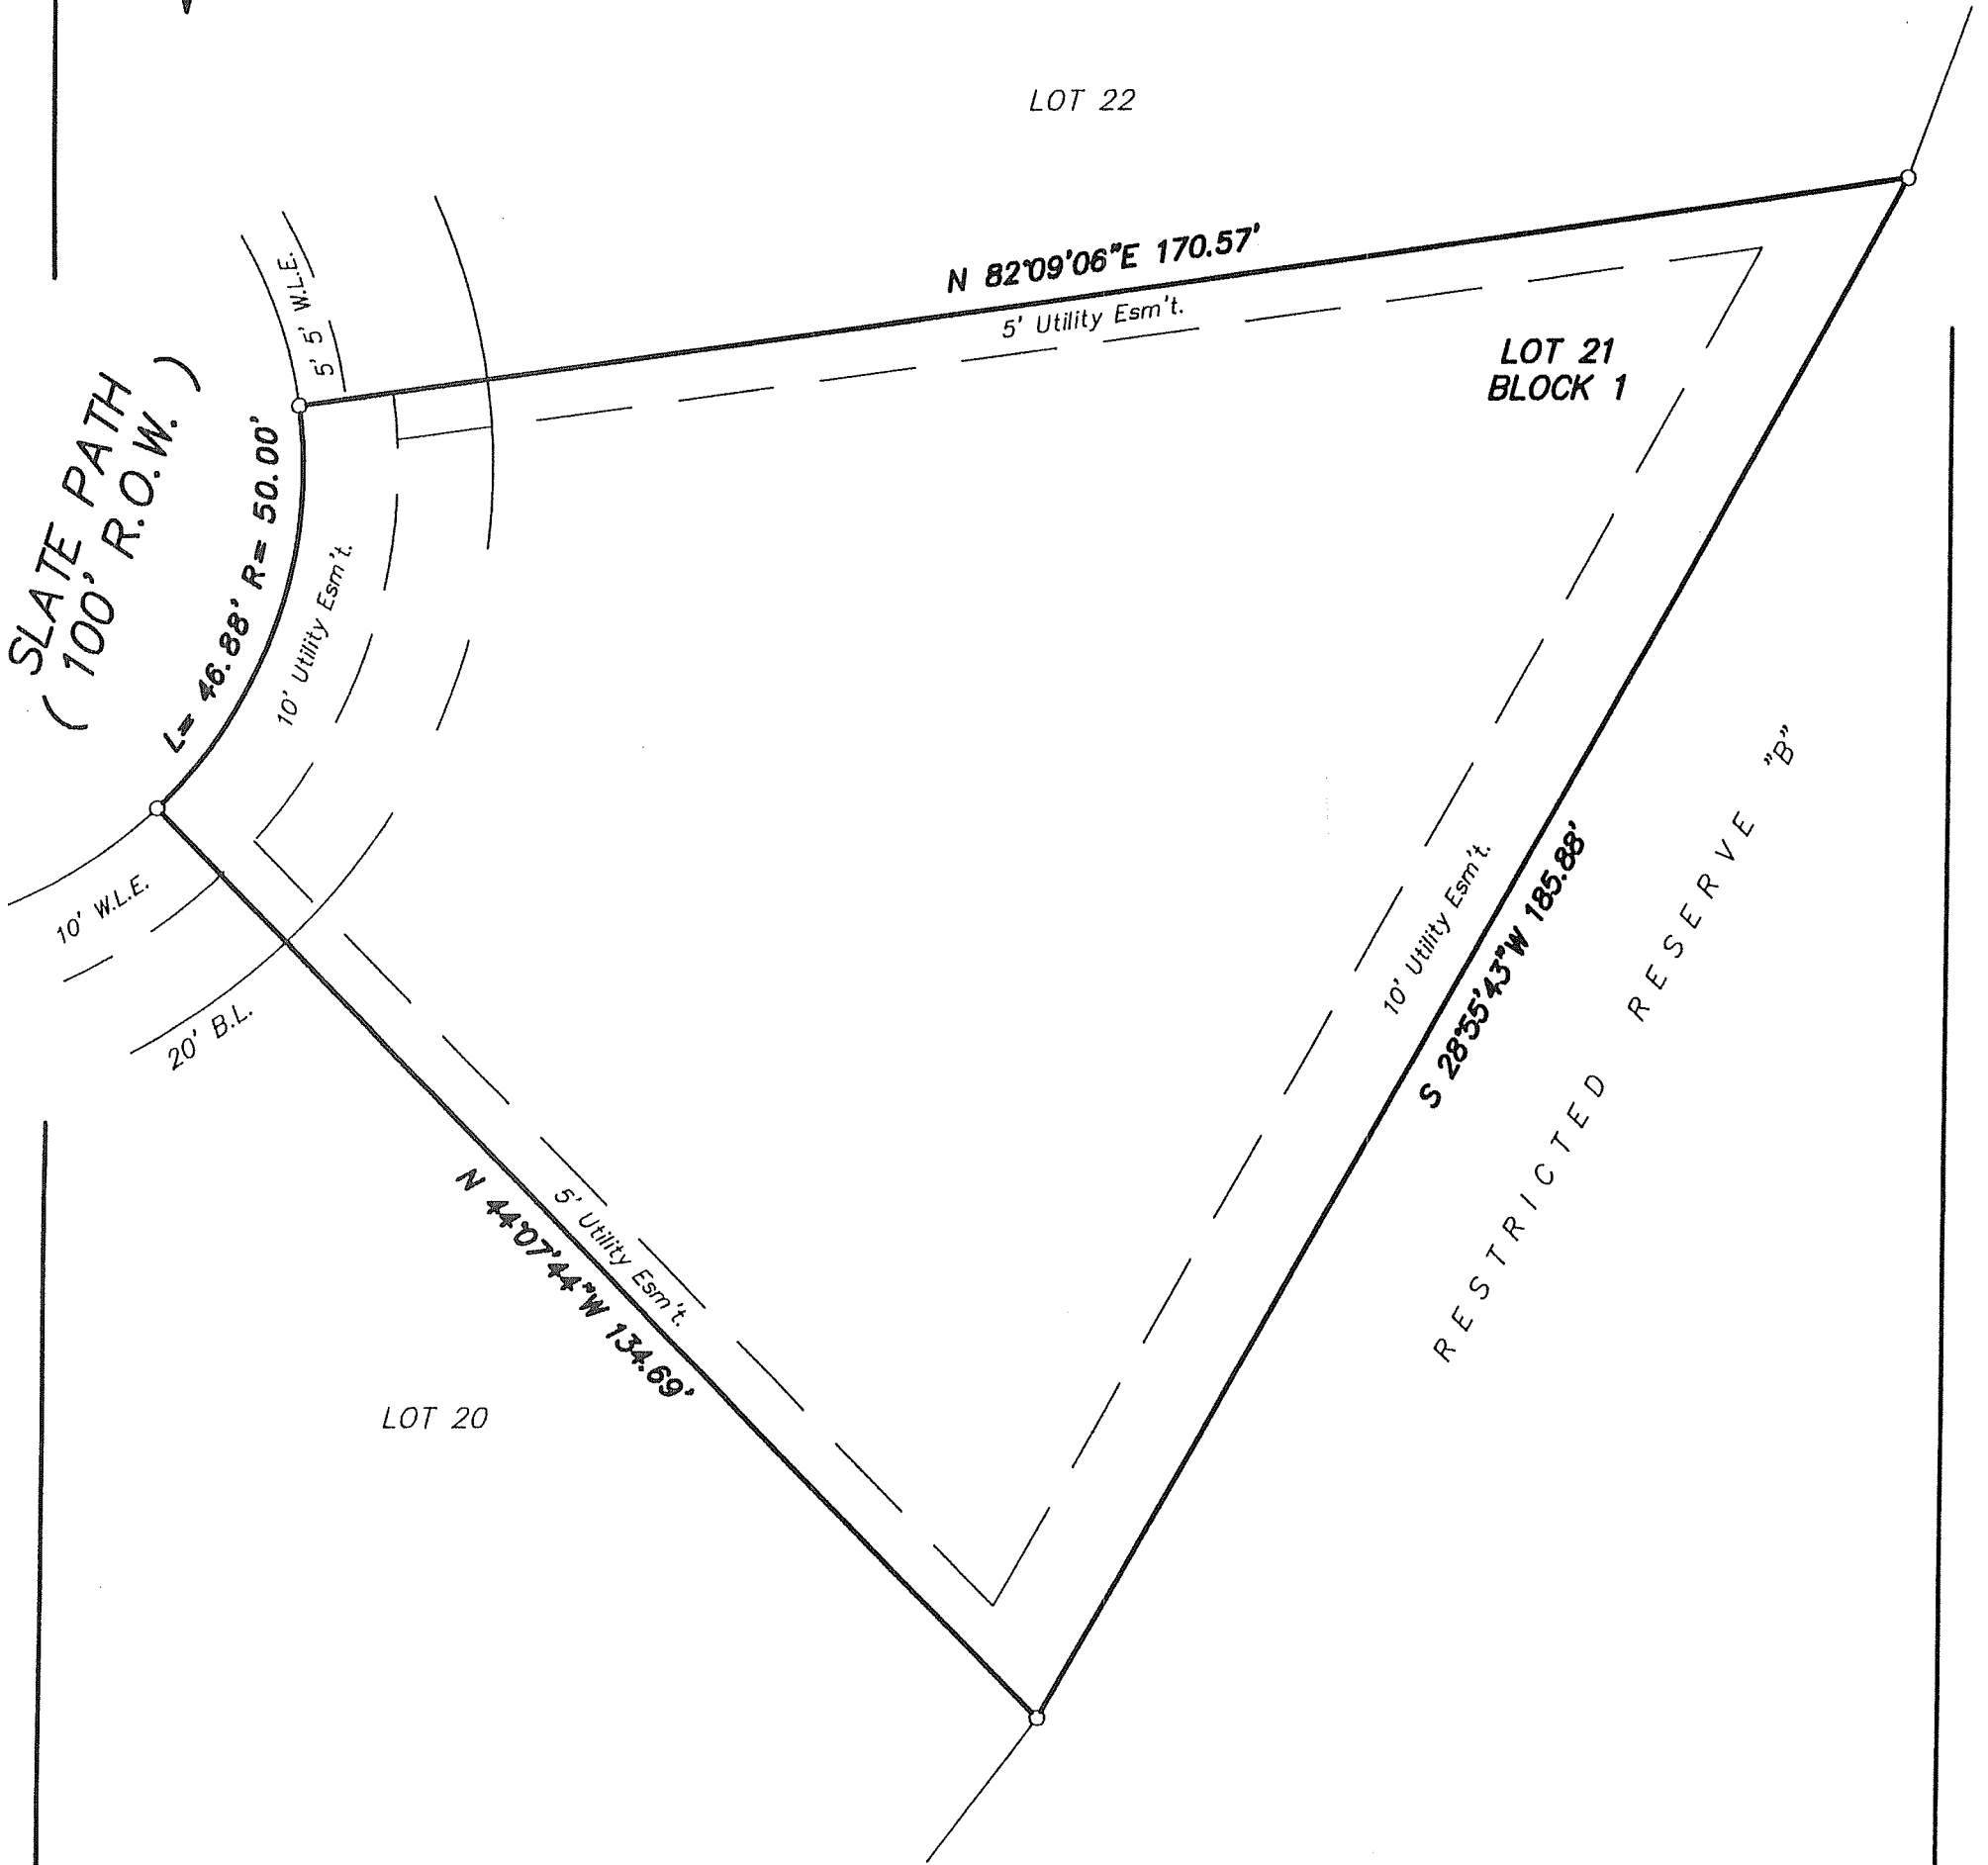 LOT 22
N 82°09'06"E 170.57'
5' Utility Esm't.
LOT 21
BLOCK 1
5' 5' W.L.E.
SLATE PATH
( 100' R.O.W. )
L= 46.88' R= 50.00'
10' Utility Esm't.
10' W.L.E.
20' B.L.
10' Utility Esm't.
S 28°55'43"W 185.88'
RESTRICTED RESERVE "B"
5' Utility Esm't.
N 44°07'44"W 134.69'
LOT 20